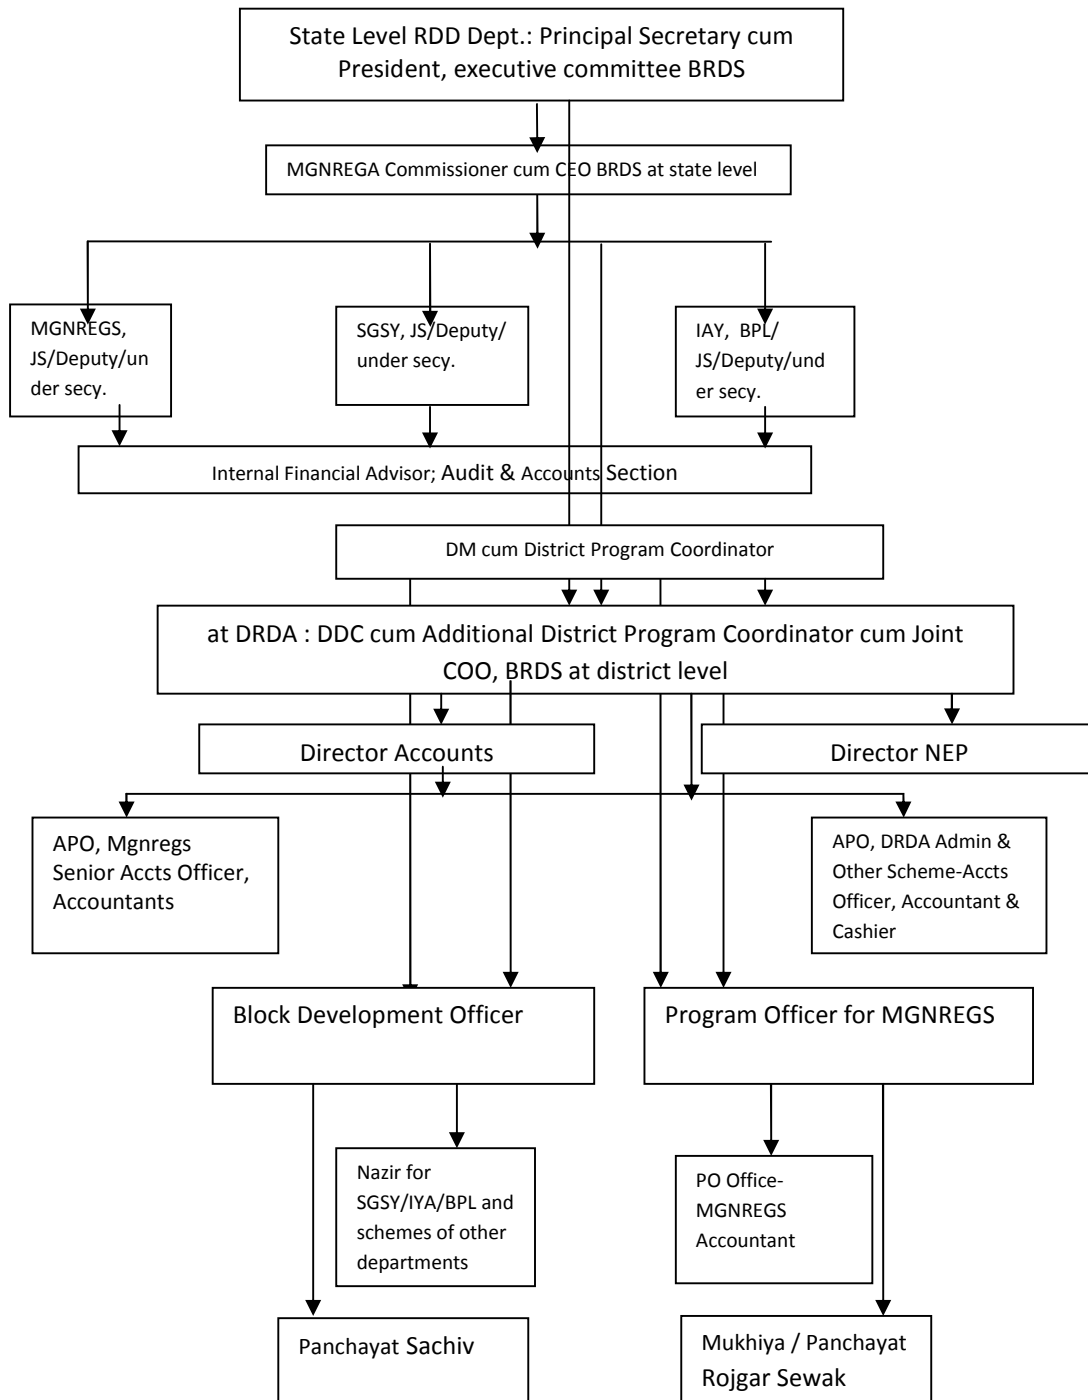 State Level RDD Dept.: Principal Secretary cum
President, executive committee BRDS
MGNREGA Commissioner cum CEO BRDS at state level
MGNREGS,
JS/Deputy/un
der secy.
SGSY, JS/Deputy/
under secy.
IAY, BPL/
JS/Deputy/und
er secy.
Internal Financial Advisor; Audit & Accounts Section
DM cum District Program Coordinator
at DRDA : DDC cum Additional District Program Coordinator cum Joint
COO, BRDS at district level
Director Accounts
Director NEP
APO, Mgnregs
Senior Accts Officer,
Accountants
APO, DRDA Admin &
Other Scheme-Accts
Officer, Accountant &
Cashier
Block Development Officer
Program Officer for MGNREGS
Nazir for
SGSY/IYA/BPL and
schemes of other
departments
PO Office-
MGNREGS
Accountant
Panchayat Sachiv
Mukhiya / Panchayat
Rojgar Sewak